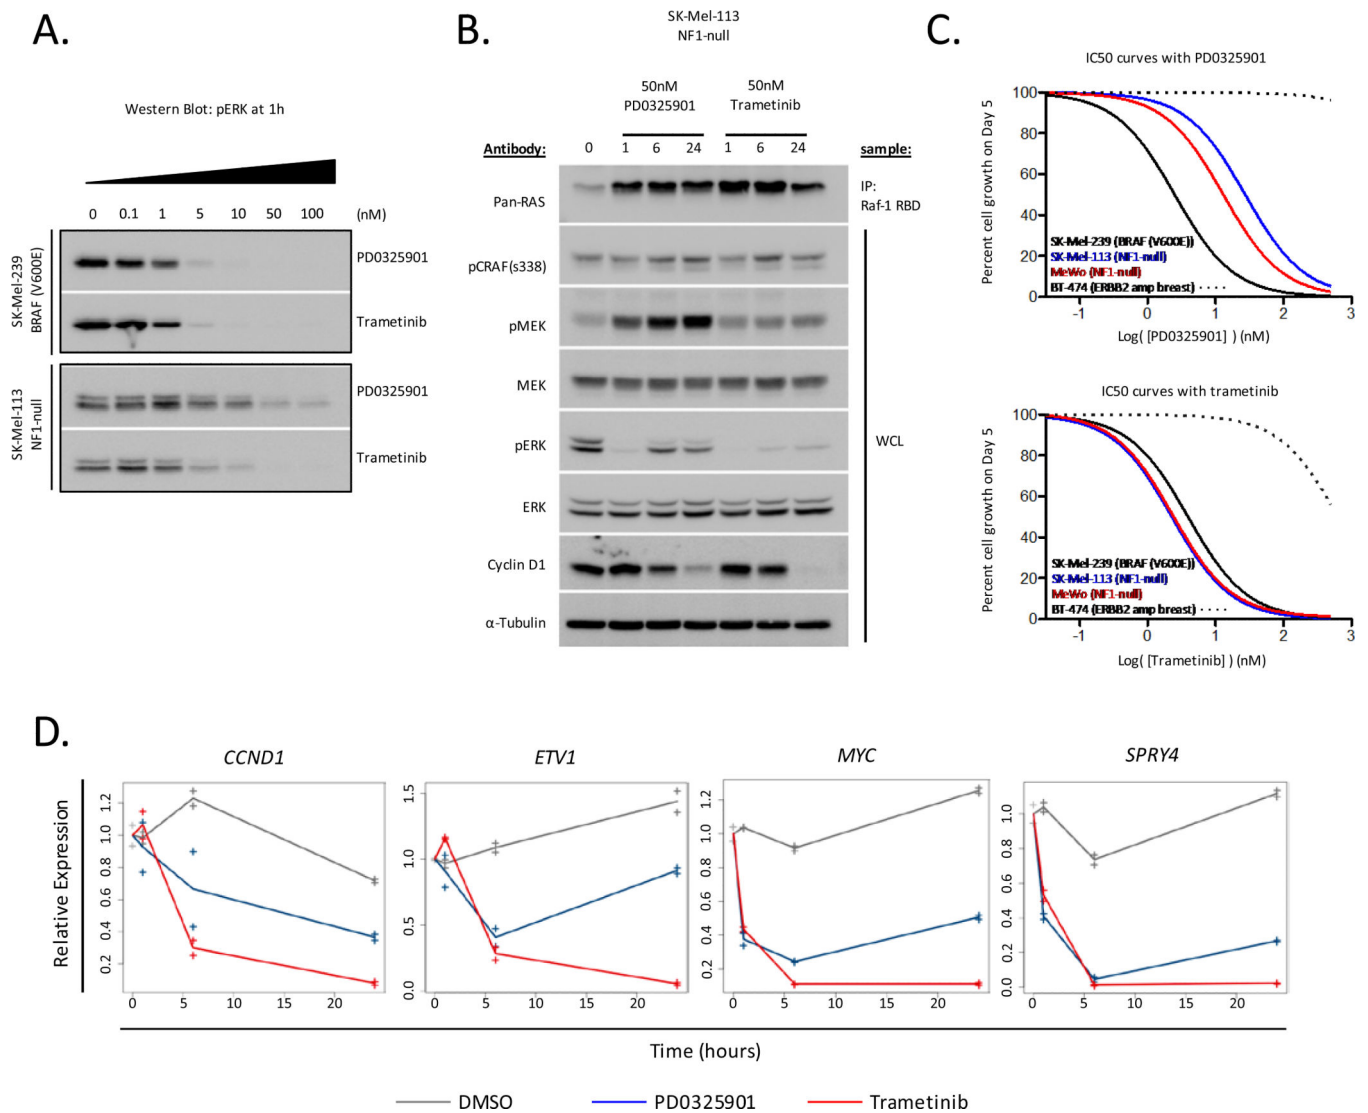 A.
Western Blot: pERK at 1h
0 0.1 1 5 10 50 100 (nM)
SK-Mel-239
BRAF (V600E)
PD0325901
Trametinib
SK-Mel-113
NF1-null
PD0325901
Trametinib
B.
SK-Mel-113
NF1-null
50nM
PD0325901
50nM
Trametinib
Antibody:
0 1 6 24 1 6 24
sample:
Pan-RAS
IP:
Raf-1 RBD
pCRAF(s338)
pMEK
MEK
pERK
WCL
ERK
Cyclin D1
α-Tubulin
C.
IC50 curves with PD0325901
Percent cell growth on Day 5
100
80
60
40
20
0
SK-Mel-239 (BRAF (V600E))
SK-Mel-113 (NF1-null)
MeWo (NF1-null)
BT-474 (ERBB2 amp breast)
-1 0 1 2 3
Log( [PD0325901] ) (nM)
IC50 curves with trametinib
Percent cell growth on Day 5
100
80
60
40
20
0
SK-Mel-239 (BRAF (V600E))
SK-Mel-113 (NF1-null)
MeWo (NF1-null)
BT-474 (ERBB2 amp breast)
-1 0 1 2 3
Log( [Trametinib] ) (nM)
D.
Relative Expression
CCND1
1.2
1.0
0.8
0.6
0.4
0.2
0 5 10 15 20
ETV1
1.5
1.0
0.5
0.0
0 5 10 15 20
MYC
1.2
1.0
0.8
0.6
0.4
0.2
0 5 10 15 20
SPRY4
1.0
0.8
0.6
0.4
0.2
0.0
0 5 10 15 20
Time (hours)
DMSO PD0325901 Trametinib